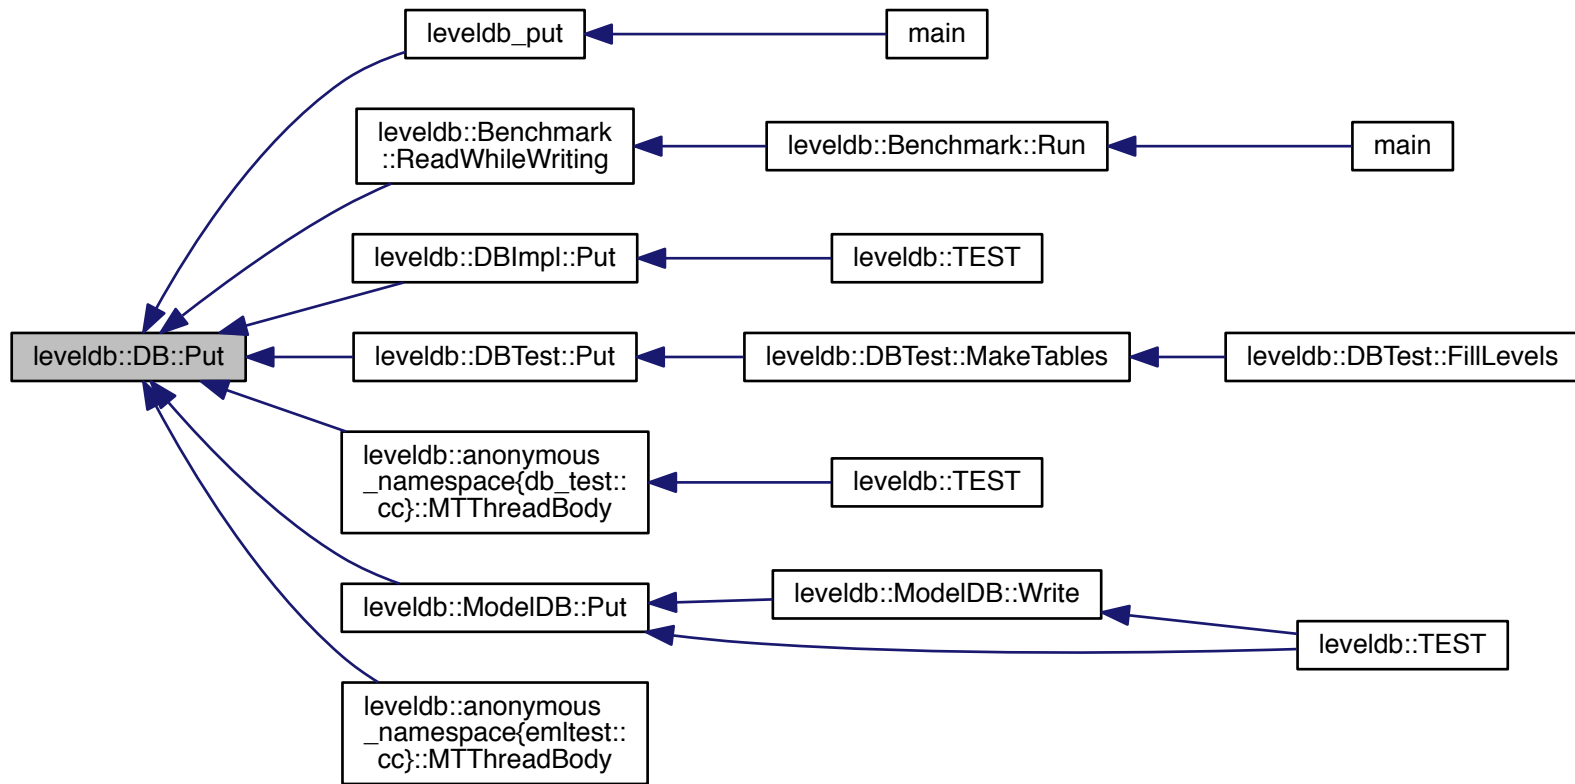 leveldb_put
main
leveldb::Benchmark
::ReadWhileWriting
leveldb::Benchmark::Run
main
leveldb::DBImpl::Put
leveldb::TEST
leveldb::DB::Put
leveldb::DBTest::Put
leveldb::DBTest::MakeTables
leveldb::DBTest::FillLevels
leveldb::anonymous
_namespace{db_test::
cc}::MTThreadBody
leveldb::TEST
leveldb::ModelDB::Put
leveldb::ModelDB::Write
leveldb::TEST
leveldb::anonymous
_namespace{emltest::
cc}::MTThreadBody